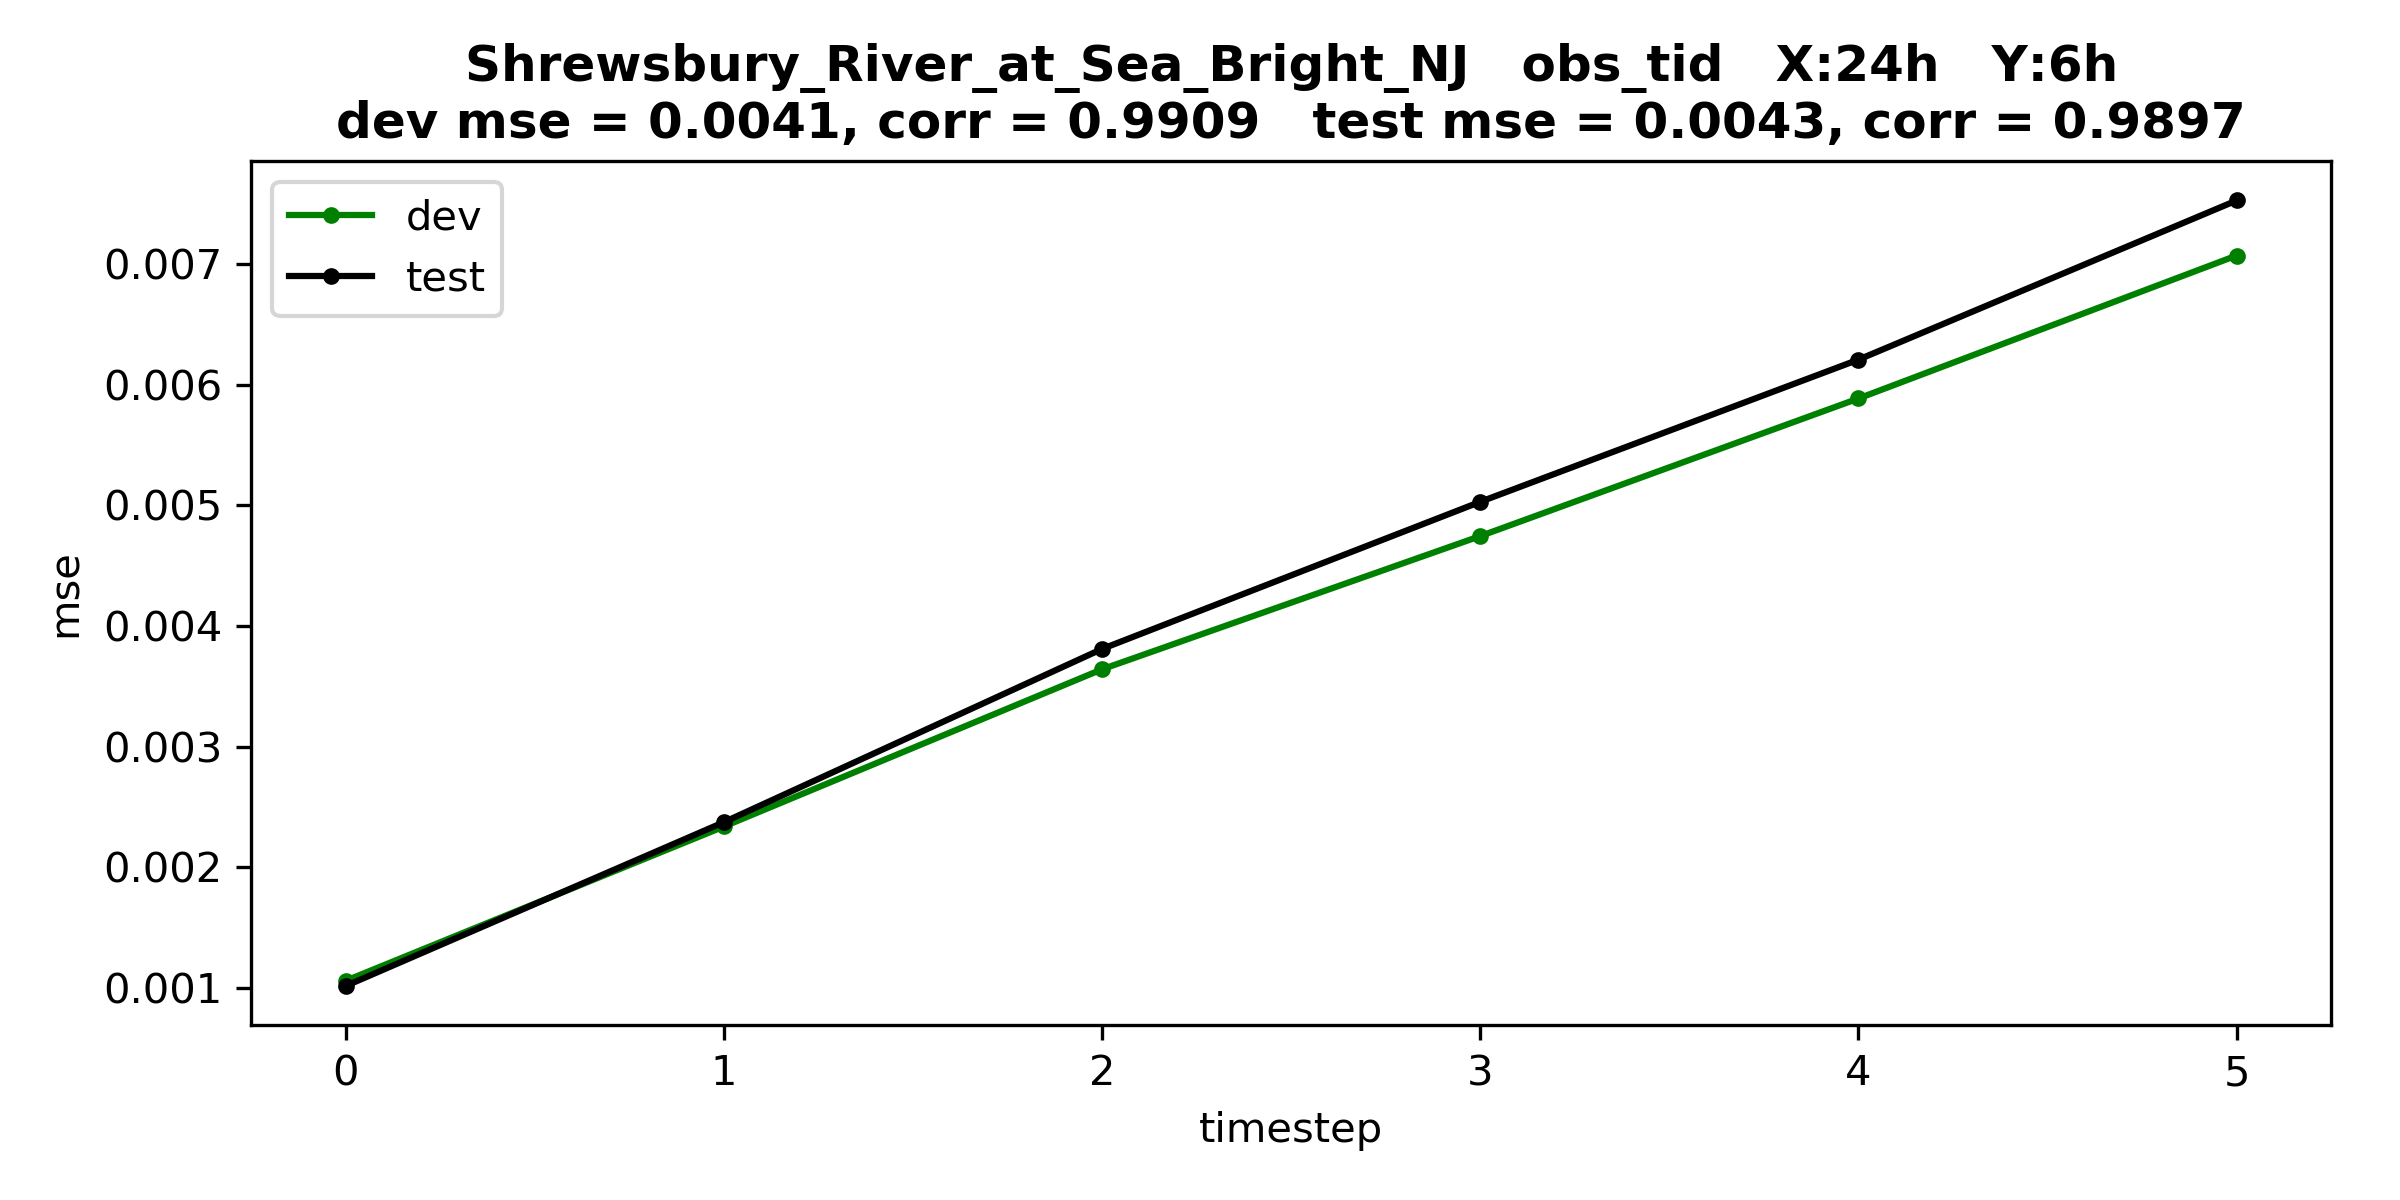 Shrewsbury_River_at_Sea_Bright_NJ   obs_tid   X:24h   Y:6h
dev mse = 0.0041, corr = 0.9909   test mse = 0.0043, corr = 0.9897
dev
test
0.007
0.006
0.005
0.004
0.003
0.002
0.001
mse
0 1 2 3 4 5
timestep